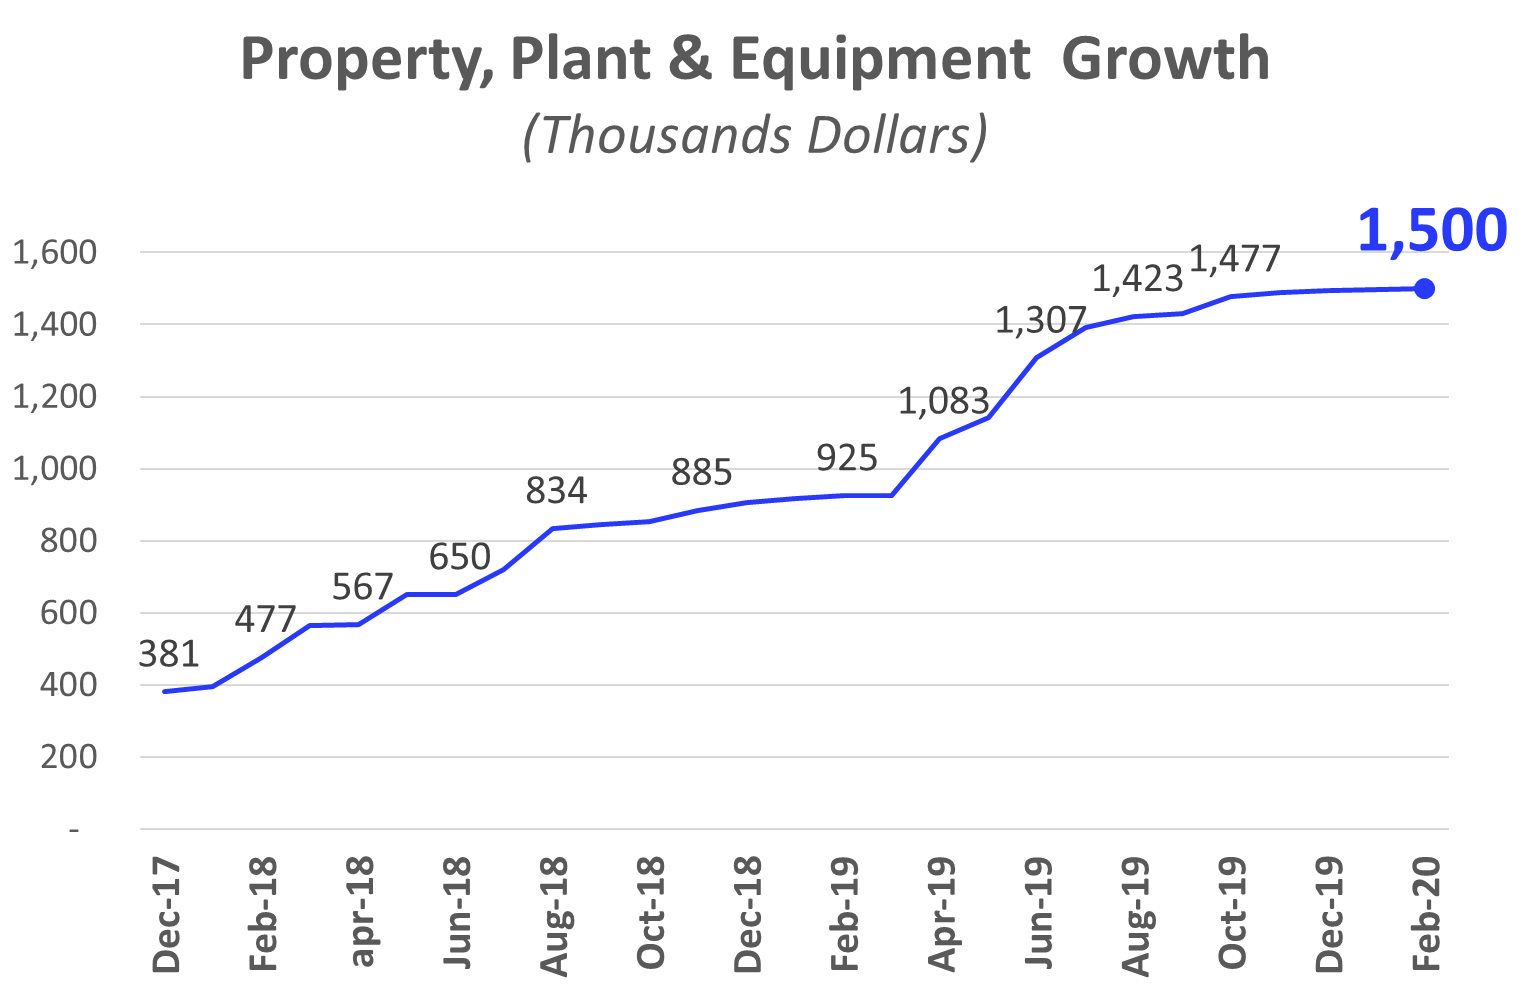 Property, Plant & Equipment  Growth
(Thousands Dollars)
1,500
1,600
1,477
1,423
1,400
1,307
1,200
1,083
1,000
925
885
834
800
650
567
600
477
381
400
200
-
Dec-17
Feb-18
apr-18
Jun-18
Aug-18
Oct-18
Dec-18
Feb-19
Apr-19
Jun-19
Aug-19
Oct-19
Dec-19
Feb-20